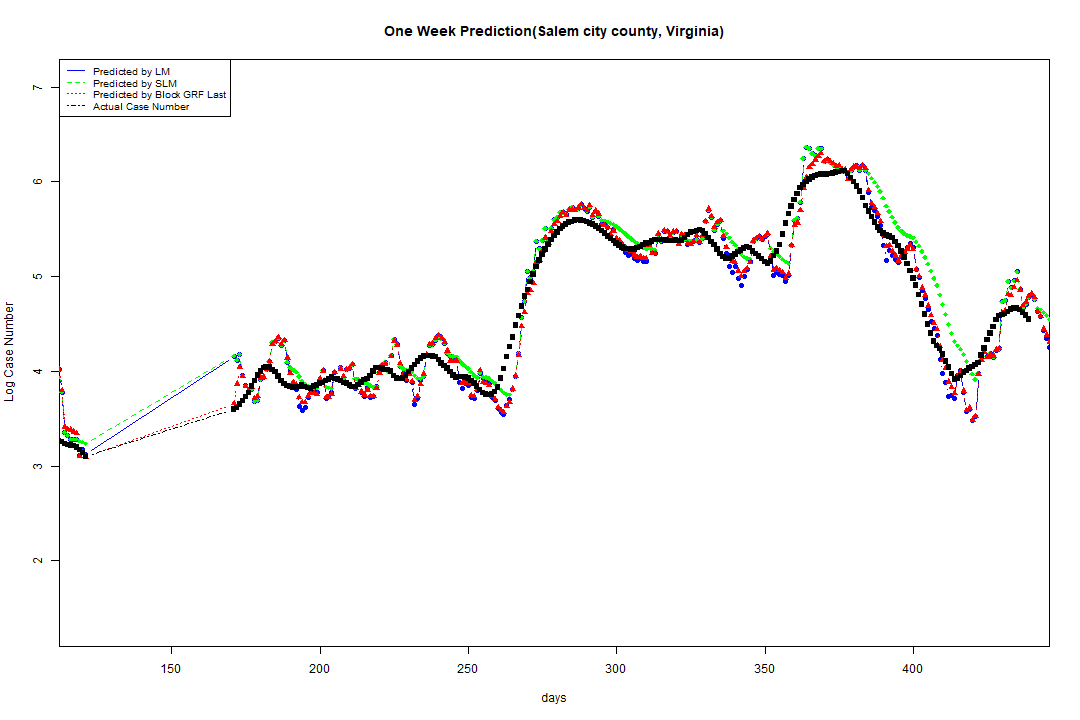 One Week Prediction(Salem city county, Virginia)
Predicted by LM
Predicted by SLM
Predicted by Block GRF Last
Actual Case Number
Log Case Number
7
6
5
4
3
2
150 200 250 300 350 400
days